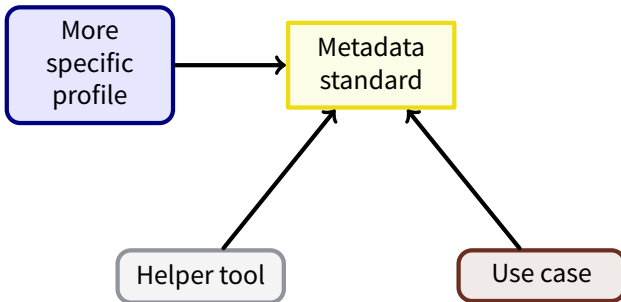 More
specific
profile
Metadata
standard
Helper tool
Use case